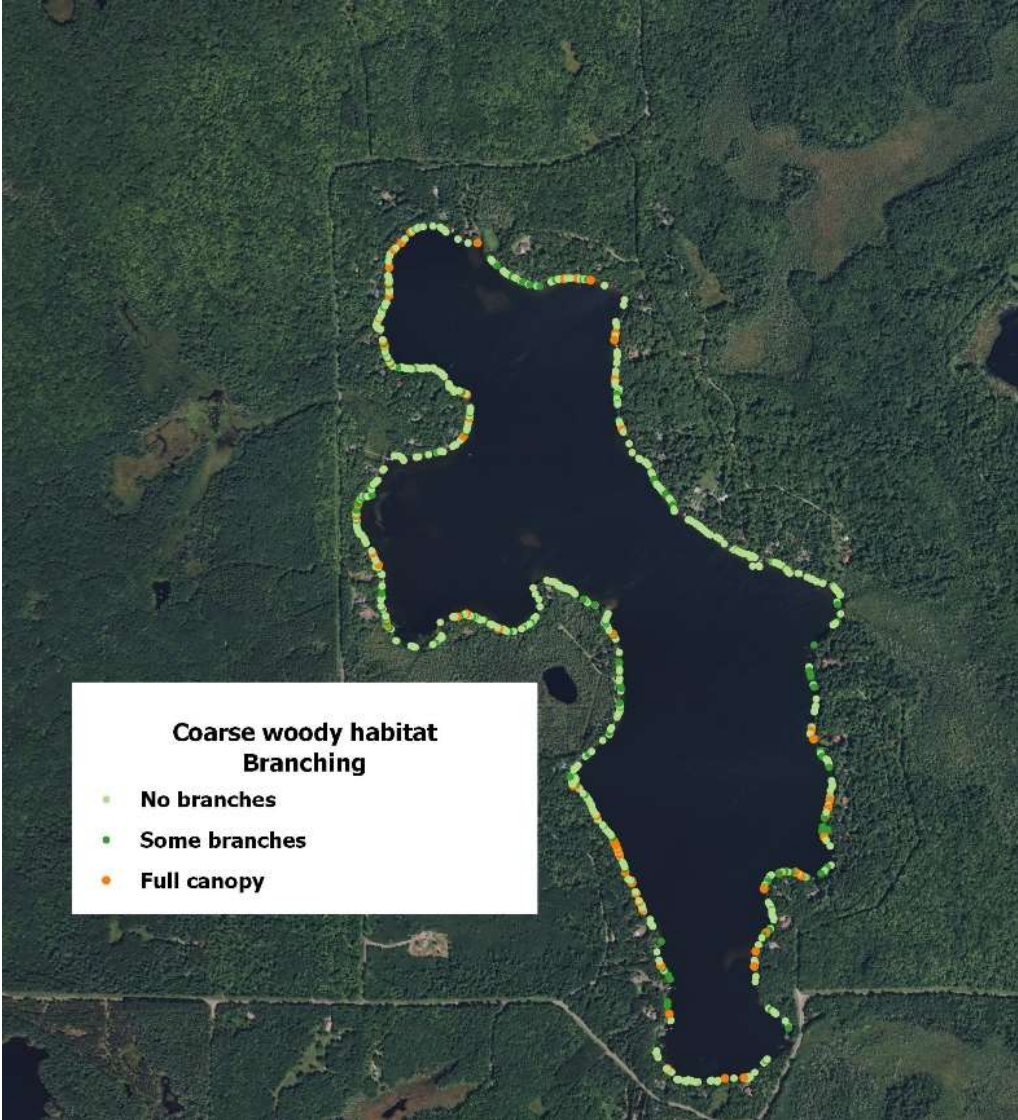 Coarse woody habitat
Branching
No branches
Some branches
Full canopy